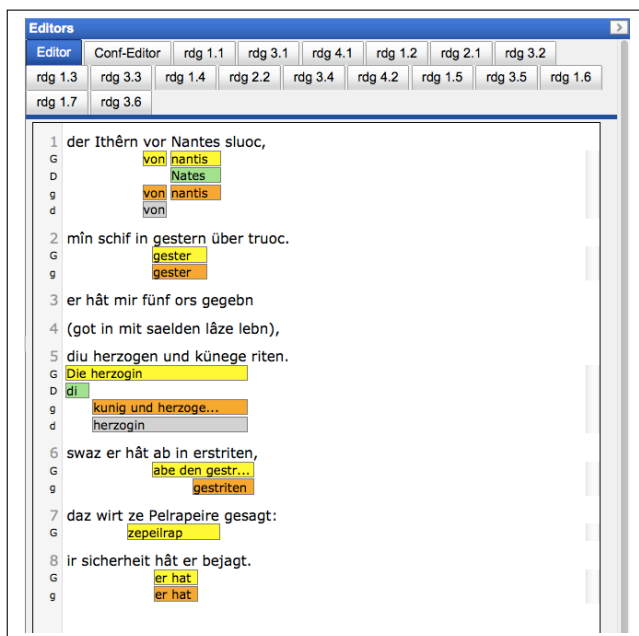 Editors >
Editor Conf-Editor rdg 1.1 rdg 3.1 rdg 4.1 rdg 1.2 rdg 2.1 rdg 3.2
rdg 1.3 rdg 3.3 rdg 1.4 rdg 2.2 rdg 3.4 rdg 4.2 rdg 1.5 rdg 3.5 rdg 1.6
rdg 1.7 rdg 3.6
1 der Ithêrn vor Nantes sluoc,
G von nantis
D Nates
g von nantis
d von
2 mîn schif in gestern über truoc.
G gester
g gester
3 er hât mir fünf ors gegebn
4 (got in mit saelden lâze lebn),
5 diu herzogen und künege riten.
G Die herzogin
D di
g kunig und herzoge...
d herzogin
6 swaz er hât ab in erstriten,
G abe den gestr...
g gestriten
7 daz wirt ze Pelrapeire gesagt:
G zepeilrap
8 ir sicherheit hât er bejagt.
G er hat
g er hat